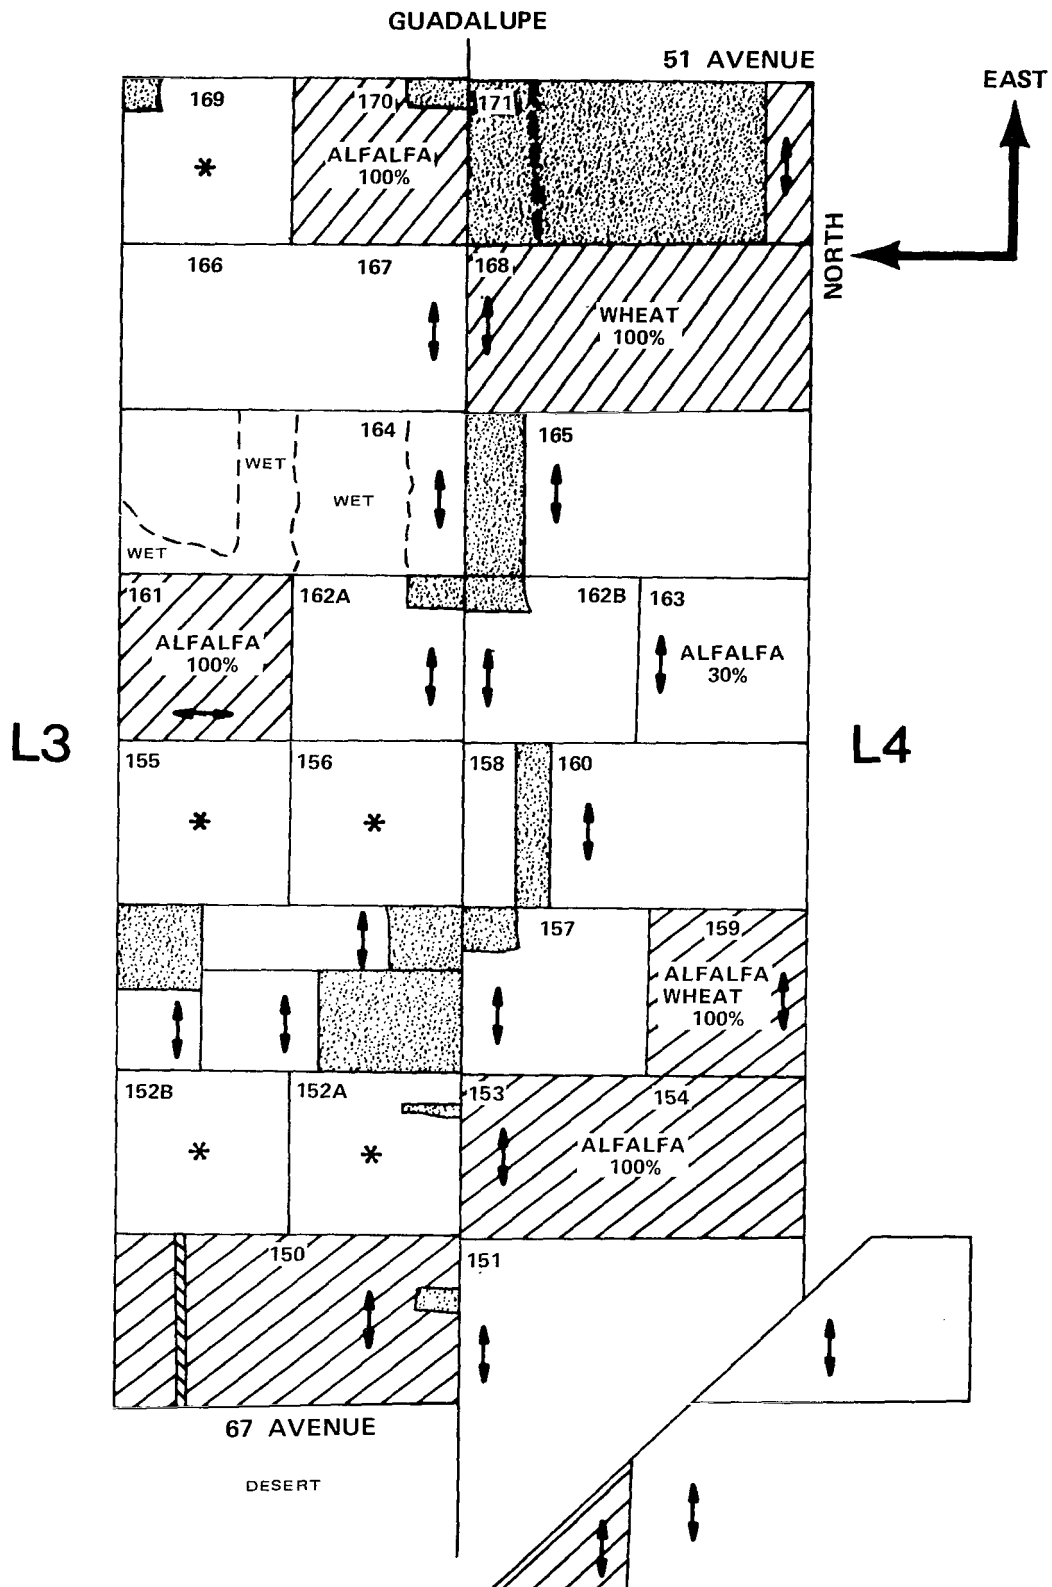 GUADALUPE
51 AVENUE
EAST
NORTH
169
170
171
ALFALFA
100%
*
166
167
168
WHEAT
100%
164
165
WET
WET
WET
161
162A
162B
163
ALFALFA
100%
ALFALFA
30%
L3
L4
155
156
158
160
*
*
157
159
ALFALFA
WHEAT
100%
152B
152A
153
154
*
*
ALFALFA
100%
150
151
67 AVENUE
DESERT